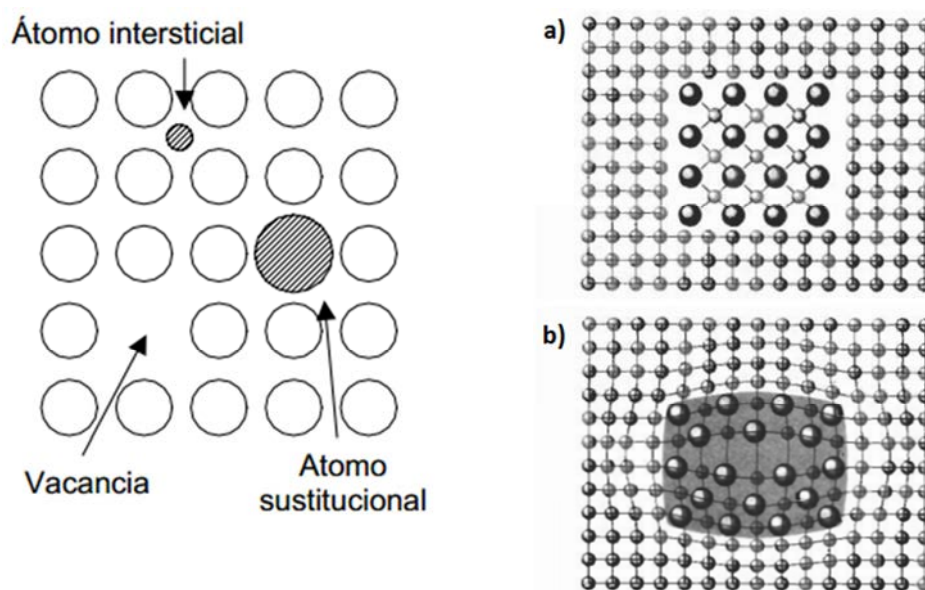 Átomo intersticial
Vacancia
Atomo
sustitucional
a)
b)